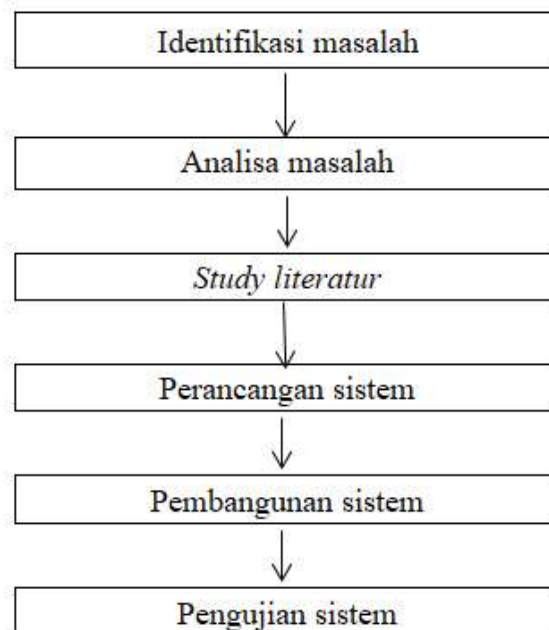 Identifikasi masalah
Analisa masalah
Study literatur
Perancangan sistem
Pembangunan sistem
Pengujian sistem